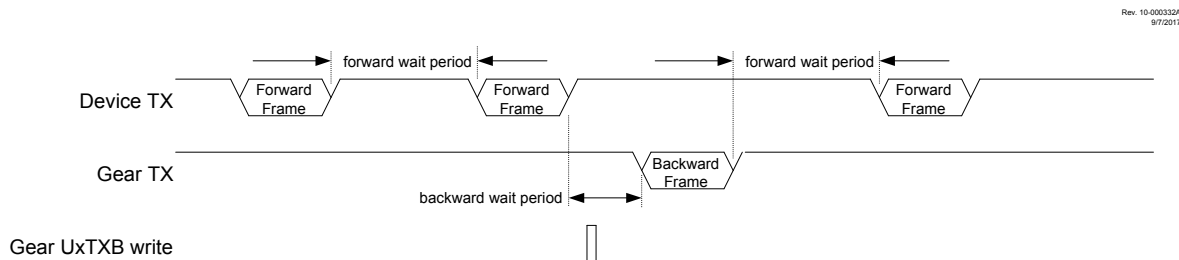 Rev. 10-000332A
9/7/2017
forward wait period
forward wait period
Device TX
Forward
Frame
Forward
Frame
Forward
Frame
Gear TX
Backward
Frame
backward wait period
Gear UxTXB write